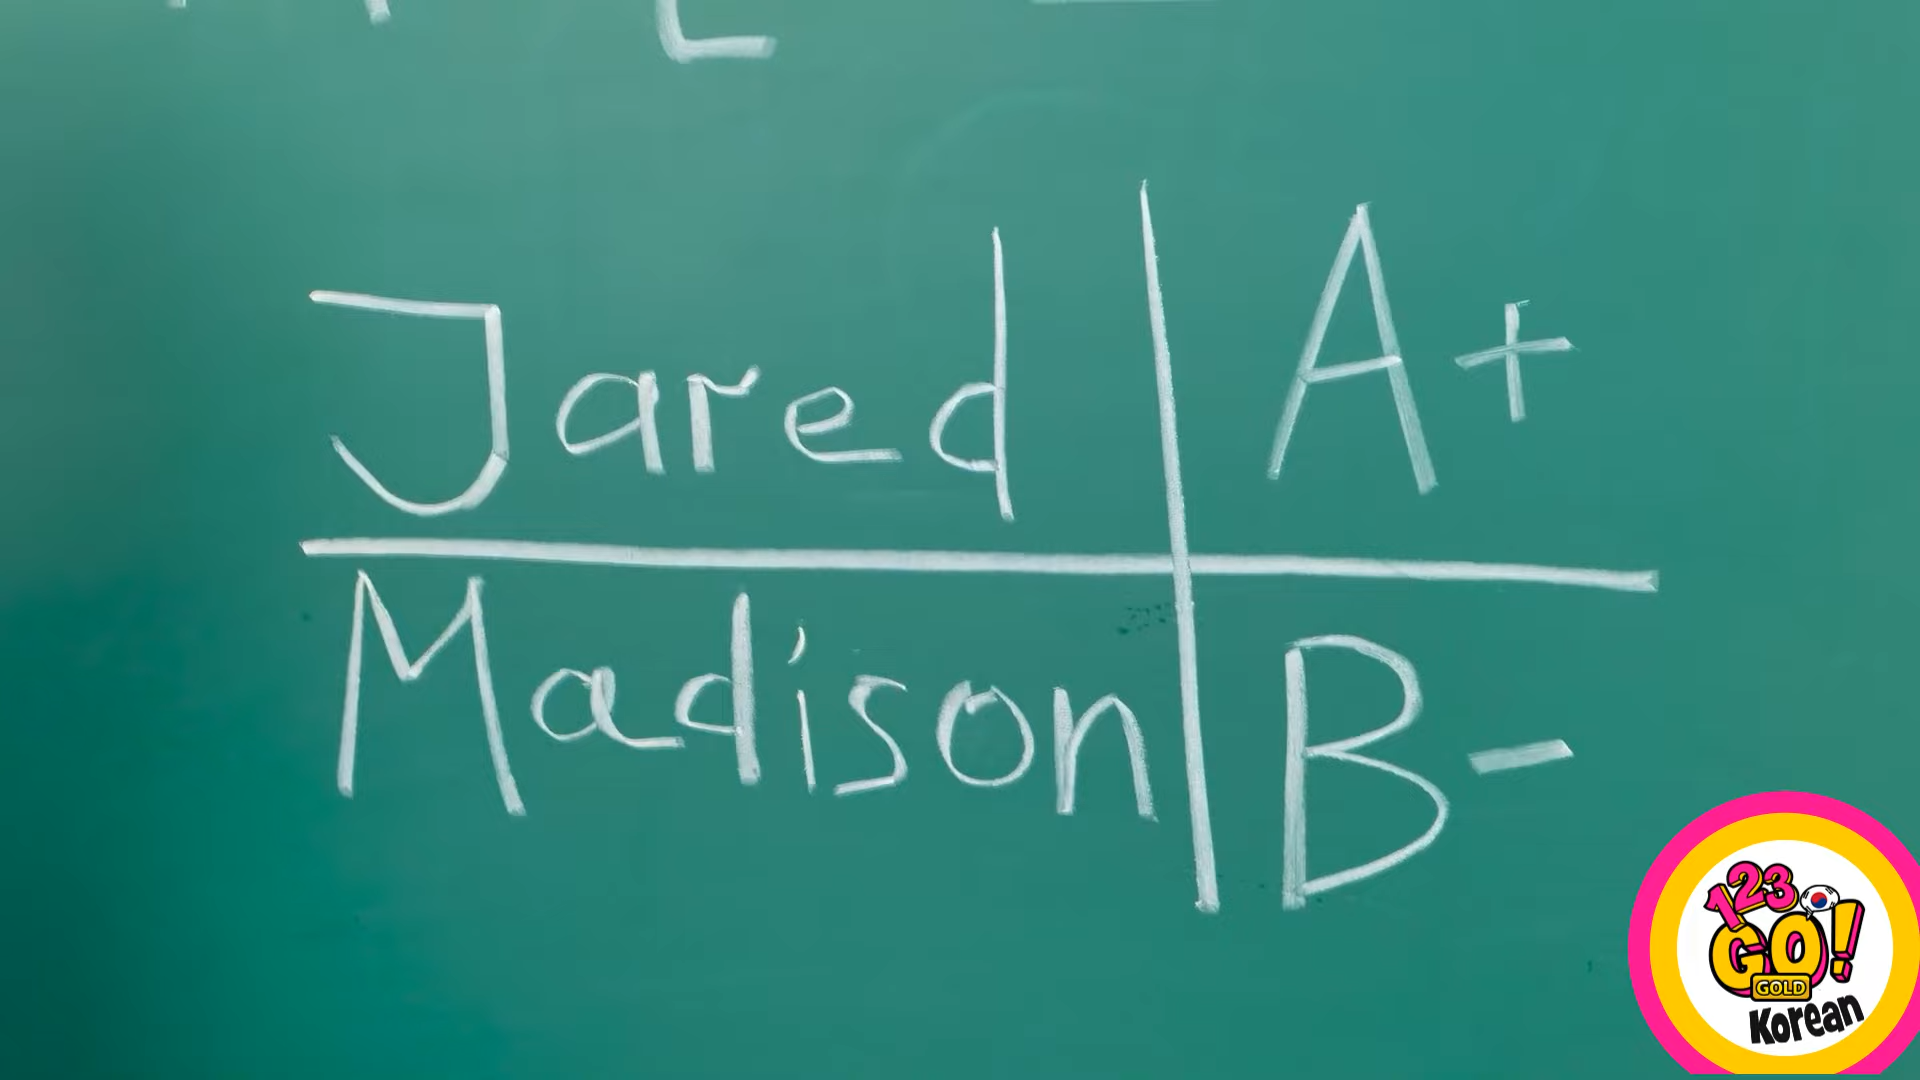 Jared A+
Madison B-
123
GO!
GOLD
Korean